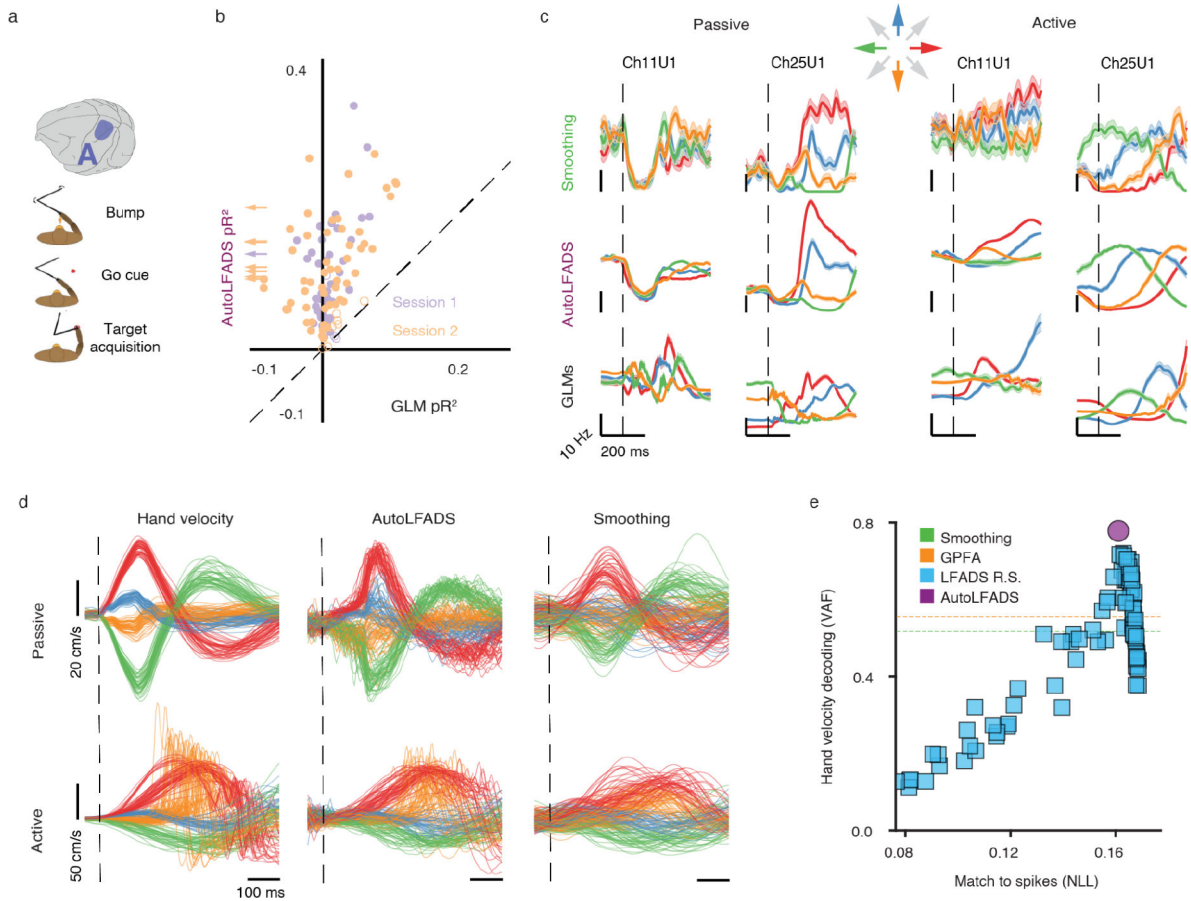 a
A
Bump
Go cue
Target
acquisition
b
0.4
AutoLFADS pR²
Session 1
Session 2
-0.1
0.2
-0.1
GLM pR²
c
Passive
Active
Ch11U1
Ch25U1
Ch11U1
Ch25U1
Smoothing
AutoLFADS
GLMs
10 Hz
200 ms
d
Hand velocity
AutoLFADS
Smoothing
Passive
20 cm/s
Active
50 cm/s
100 ms
e
0.8
Smoothing
GPFA
LFADS R.S.
AutoLFADS
Hand velocity decoding (VAF)
0.4
0.0
0.08
0.12
0.16
Match to spikes (NLL)